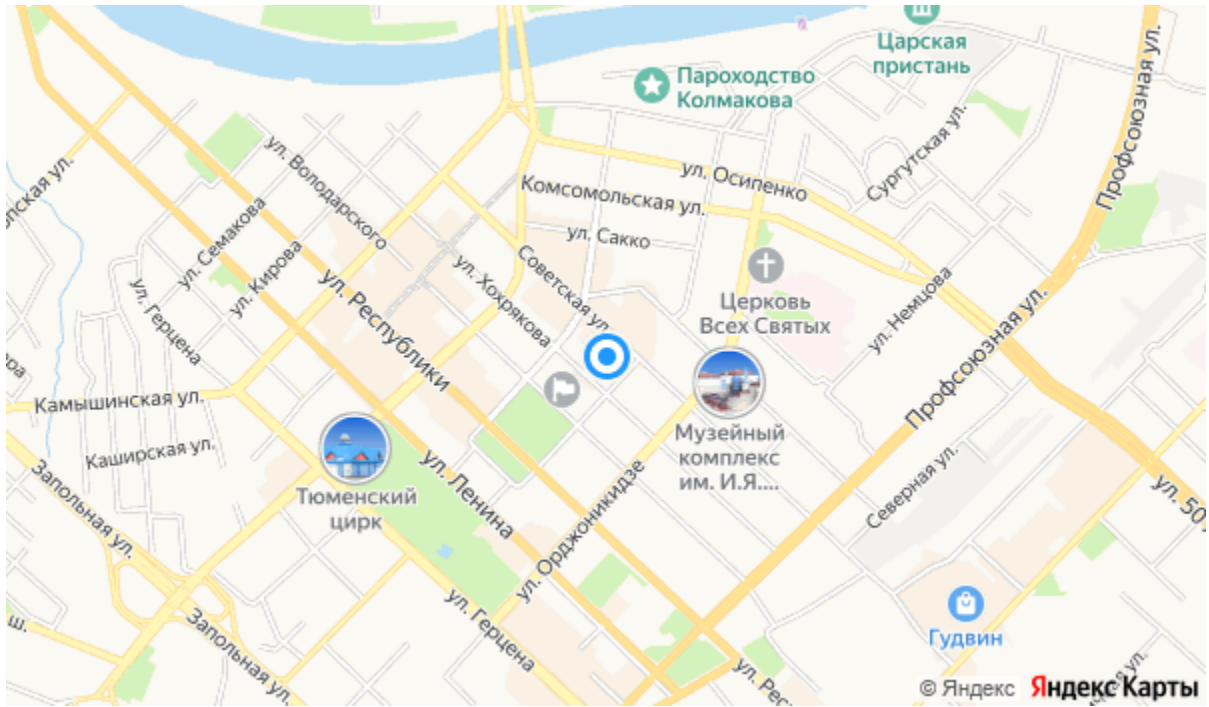 Царская
пристань
Пароходство
Колмакова
Профсоюзная ул.
Сургутская ул.
ул. Осипенко
Комсомольская ул.
ул. Володарского
ул. Сакко
ул. Семакова
ул. Кирова
Советская ул.
ул. Хохрякова
Церковь
Всех Святых
ул. Немцова
ул. Герцена
ул. Республики
Профсоюзная ул.
Камышинская ул.
Каширская ул.
Музейный
комплекс
им. И.Я....
ул. Ленина
Тюменский
цирк
Запольная ул.
Северная ул.
ул. Орджоникидзе
ул. Герцена
Запольная ул.
Гудвин
ш.
© Яндекс Яндекс Карты